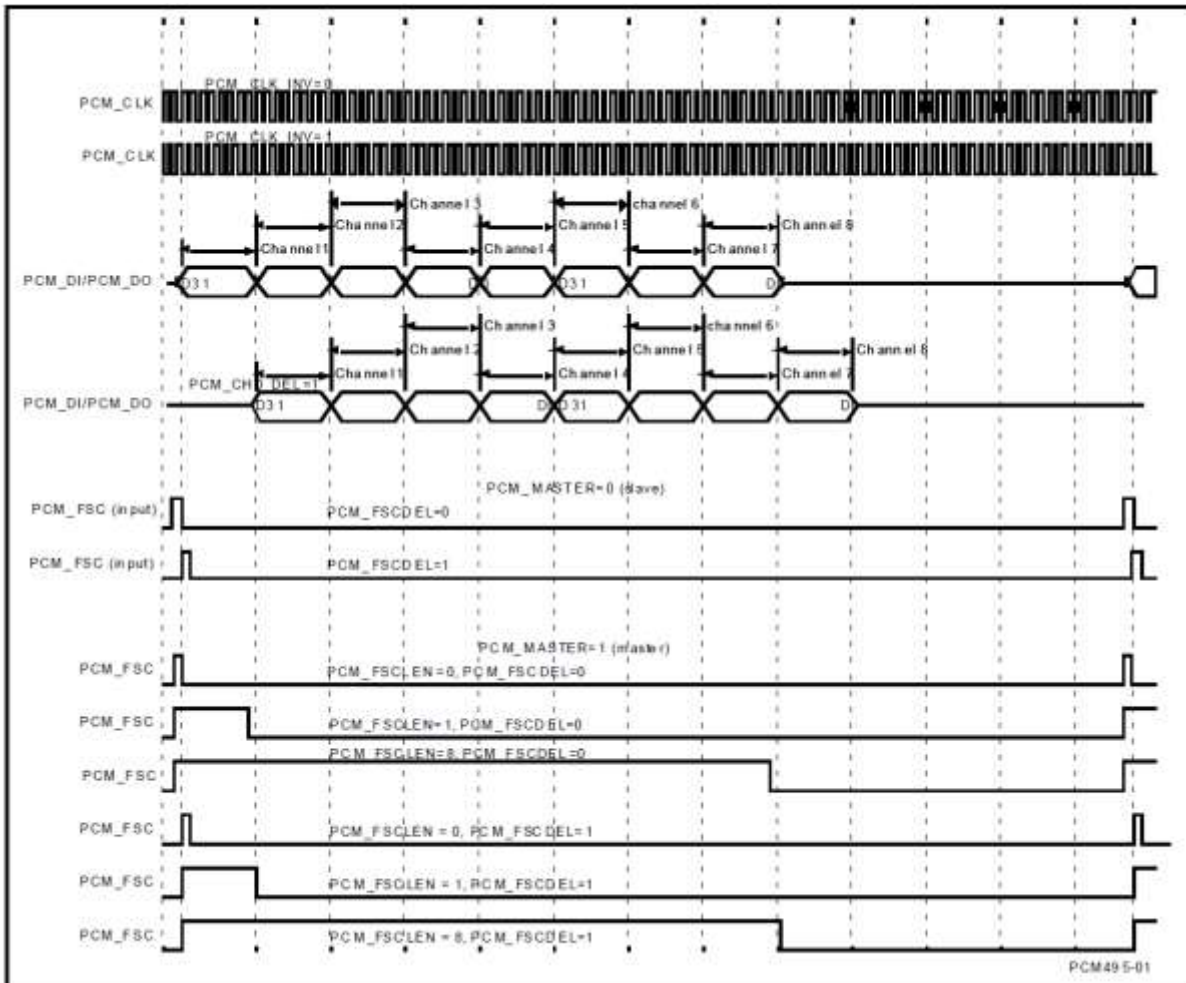 PCM_CLK_INV=0
PCM_CLK
PCM_CLK_INV=1
PCM_CLK
Channel 3 channel 6
Channel 2 Channel 5 Channel 8
Channel 1 Channel 4 Channel 7
PCM_DI/PCM_DO D31 D D31 D
Channel 3 channel 6
Channel 2 Channel 5 Channel 8
PCM_CH0_DEL=1 Channel 1 Channel 4 Channel 7
PCM_DI/PCM_DO D31 D D31 D
PCM_MASTER=0 (slave)
PCM_FSC (input) PCM_FSCDEL=0
PCM_FSC (input) PCM_FSCDEL=1
PCM_MASTER=1 (master)
PCM_FSC PCM_FSCLEN=0, PCM_FSCDEL=0
PCM_FSC PCM_FSCLEN=1, PCM_FSCDEL=0
PCM_FSCLEN=8, PCM_FSCDEL=0
PCM_FSC
PCM_FSC PCM_FSCLEN = 0, PCM_FSCDEL=1
PCM_FSC PCM_FSCLEN = 1, PCM_FSCDEL=1
PCM_FSC PCM_FSCLEN = 8, PCM_FSCDEL=1
PCM495-01